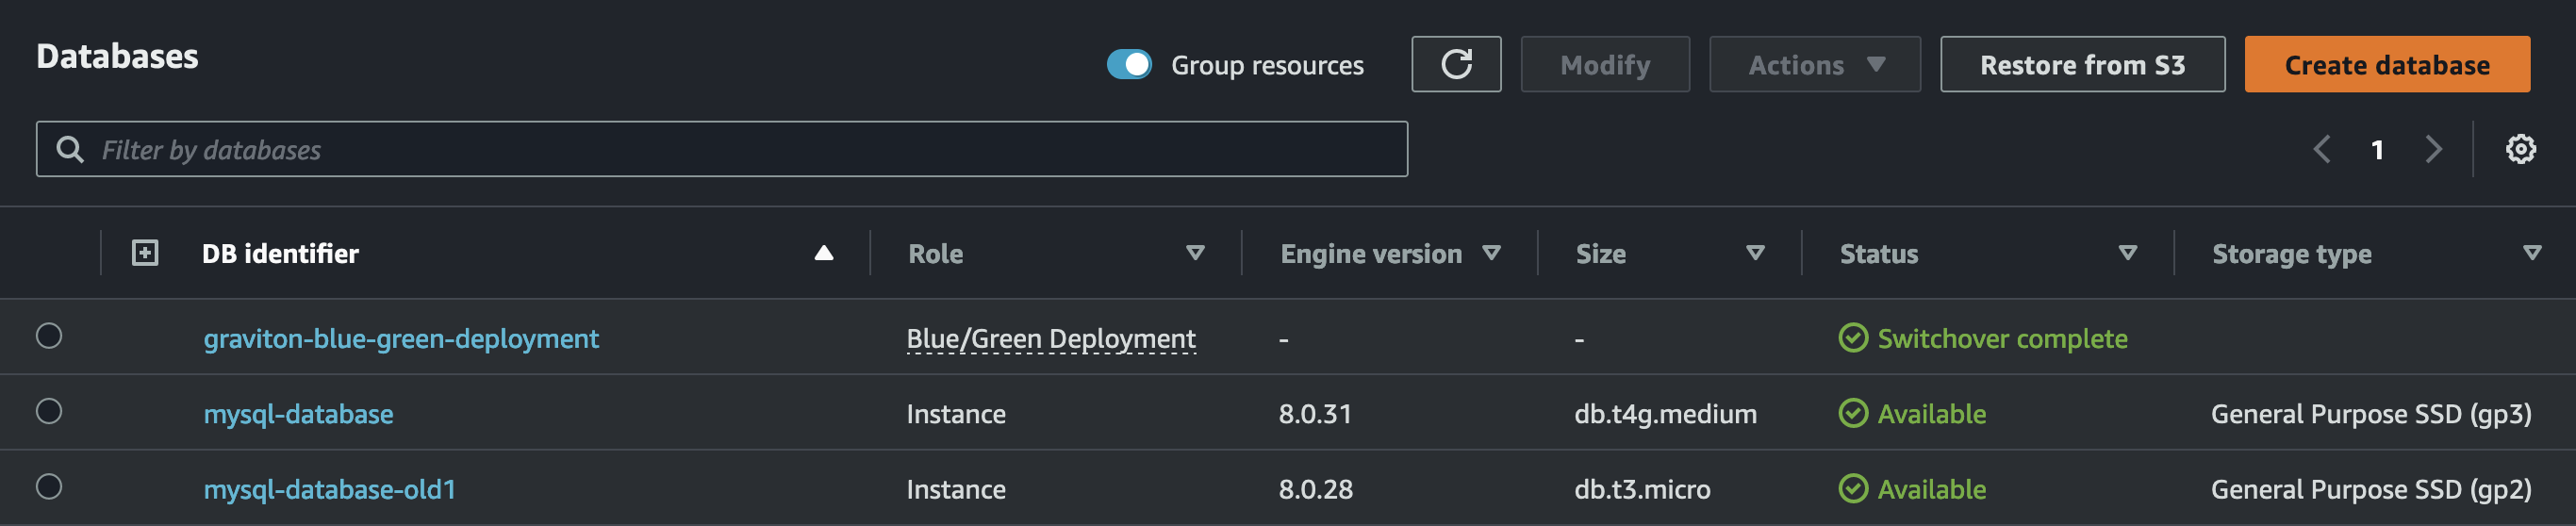 Databases
Group resources
Modify
Actions
Restore from S3
Create database
Filter by databases
1
DB identifier Role Engine version Size Status Storage type
graviton-blue-green-deployment Blue/Green Deployment - - Switchover complete
mysql-database Instance 8.0.31 db.t4g.medium Available General Purpose SSD (gp3)
mysql-database-old1 Instance 8.0.28 db.t3.micro Available General Purpose SSD (gp2)